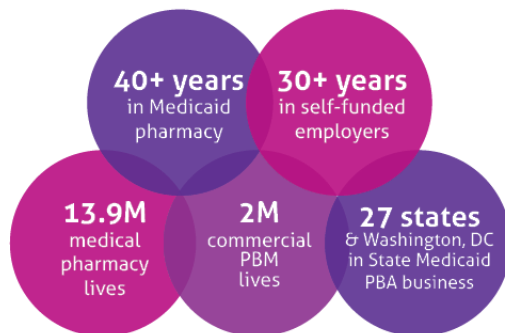 40+ years
in Medicaid
pharmacy
30+ years
in self-funded
employers
13.9M
medical
pharmacy
lives
2M
commercial
PBM
lives
27 states
& Washington, DC
in State Medicaid
PBA business